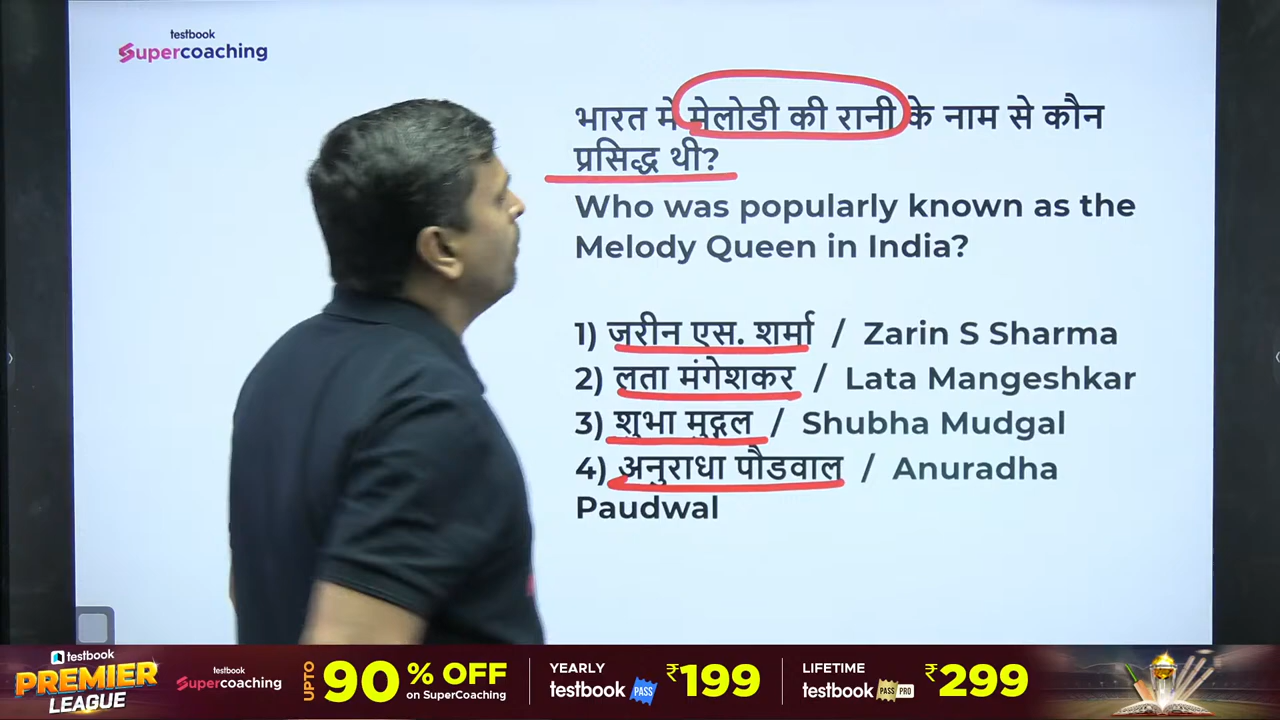 testbook
Supercoaching
भारत में मेलोडी की रानी के नाम से कौन
प्रसिद्ध थी?
Who was popularly known as the
Melody Queen in India?
1) जरीन एस. शर्मा / Zarin S Sharma
2) लता मंगेशकर / Lata Mangeshkar
3) शुभा मुद्गल / Shubha Mudgal
4) अनुराधा पौडवाल / Anuradha
Paudwal
testbook
PREMIER
LEAGUE
testbook
Supercoaching
UPTO 90% OFF
on SuperCoaching
YEARLY
testbook PASS
₹199
LIFETIME
testbook PASS PRO
₹299